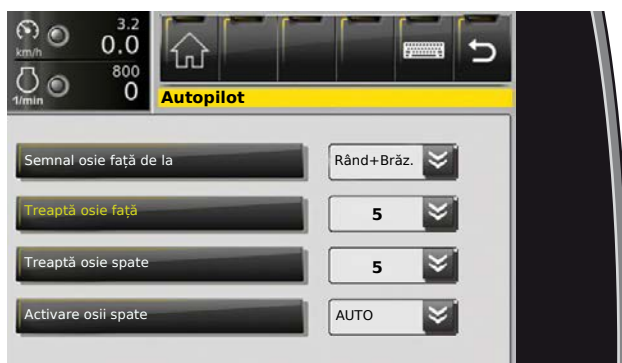 3.2
km/h 0.0
800
1/min 0
Autopilot
Semnal osie față de la Rând+Brăz.
Treaptă osie față 5
Treaptă osie spate 5
Activare osii spate AUTO